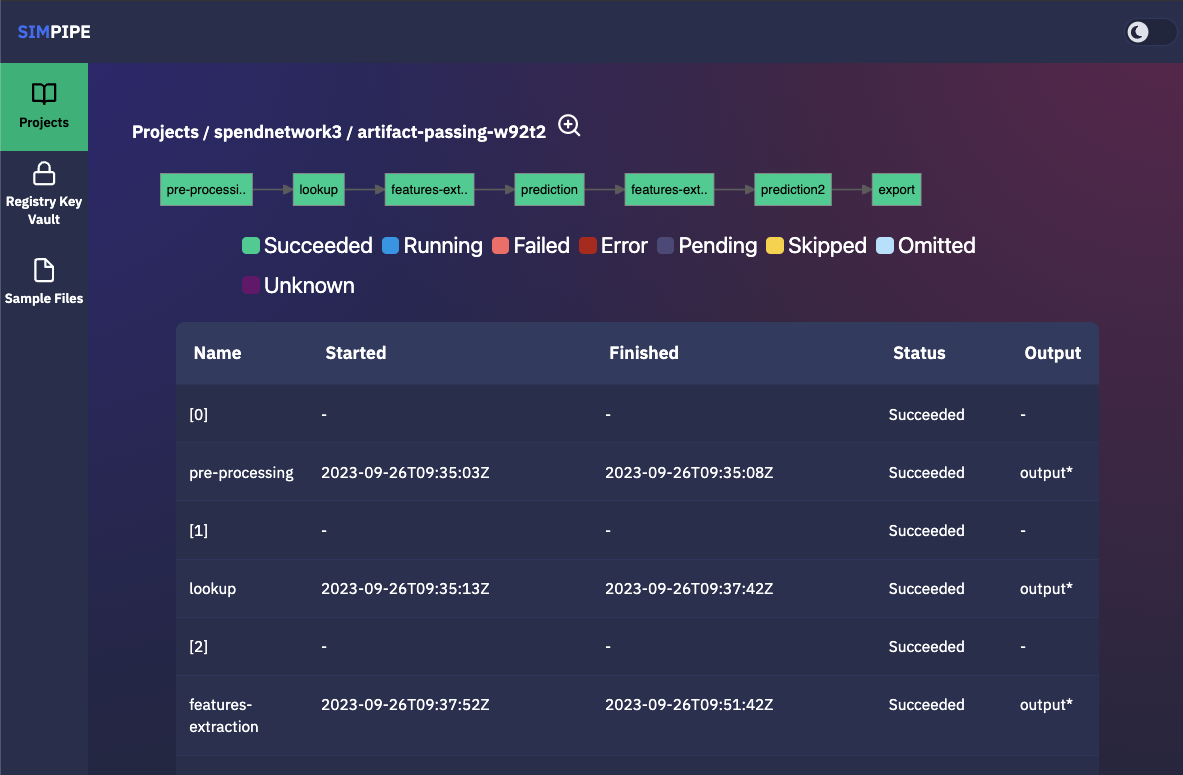 SIMPIPE
Projects
Registry Key
Vault
Sample Files
Projects / spendnetwork3 / artifact-passing-w92t2
pre-processi.. lookup features-ext.. prediction features-ext.. prediction2 export
Succeeded Running Failed Error Pending Skipped Omitted
Unknown
Name Started Finished Status Output
[0] - - Succeeded -
pre-processing 2023-09-26T09:35:03Z 2023-09-26T09:35:08Z Succeeded output*
[1] - - Succeeded -
lookup 2023-09-26T09:35:13Z 2023-09-26T09:37:42Z Succeeded output*
[2] - - Succeeded -
features- 2023-09-26T09:37:52Z 2023-09-26T09:51:42Z Succeeded output*
extraction